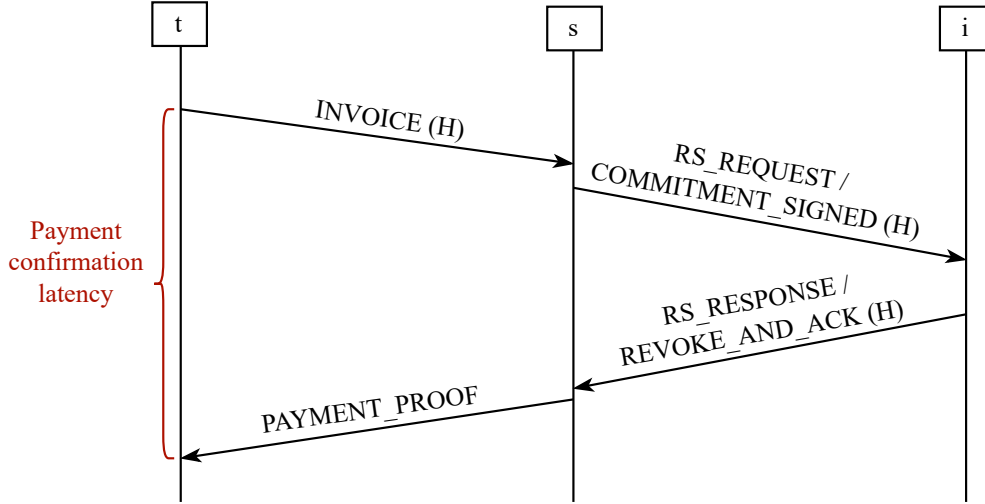 t
s
i
INVOICE (H)
RS_REQUEST /
COMMITMENT_SIGNED (H)
Payment
confirmation
latency
RS_RESPONSE /
REVOKE_AND_ACK (H)
PAYMENT_PROOF